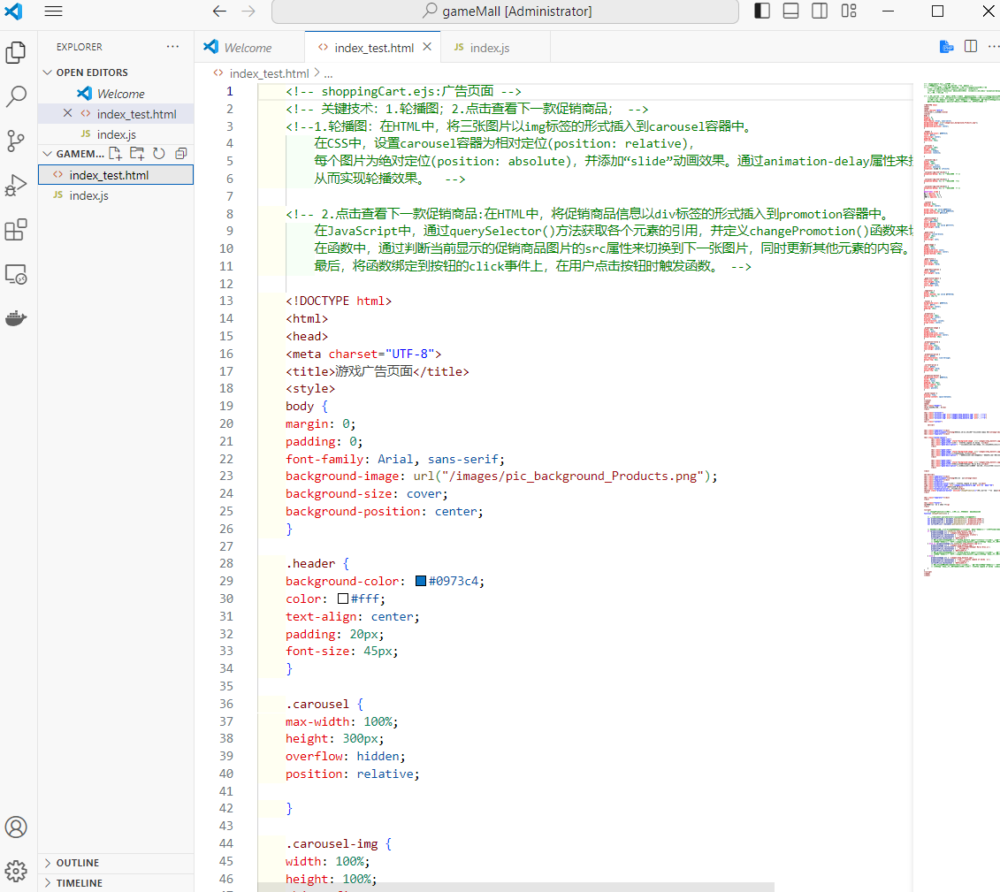 gameMall [Administrator]
EXPLORER
OPEN EDITORS
Welcome
index_test.html
JS index.js
GAMEM...
index_test.html
JS index.js
OUTLINE
TIMELINE
Welcome
index_test.html
JS index.js
index_test.html > ...
1 <!-- shoppingCart.ejs:广告页面 -->
2 <!-- 关键技术: 1.轮播图; 2.点击查看下一款促销商品; -->
3 <!--1.轮播图: 在HTML中, 将三张图片以img标签的形式插入到carousel容器中。
4 在CSS中, 设置carousel容器为相对定位(position: relative),
5 每个图片为绝对定位(position: absolute), 并添加“slide”动画效果。通过animation-delay属性来
6 从而实现轮播效果。 -->
7
8 <!-- 2.点击查看下一款促销商品:在HTML中, 将促销商品信息以div标签的形式插入到promotion容器中。
9 在JavaScript中, 通过querySelector()方法获取各个元素的引用, 并定义changePromotion()函数来
10 在函数中, 通过判断当前显示的促销商品图片的src属性来切换到下一张图片, 同时更新其他元素的内容。
11 最后, 将函数绑定到按钮的click事件上, 在用户点击按钮时触发函数。 -->
12
13 <!DOCTYPE html>
14 <html>
15 <head>
16 <meta charset="UTF-8">
17 <title>游戏广告页面</title>
18 <style>
19 body {
20 margin: 0;
21 padding: 0;
22 font-family: Arial, sans-serif;
23 background-image: url("/images/pic_background_Products.png");
24 background-size: cover;
25 background-position: center;
26 }
27
28 .header {
29 background-color: #0973c4;
30 color: #fff;
31 text-align: center;
32 padding: 20px;
33 font-size: 45px;
34 }
35
36 .carousel {
37 max-width: 100%;
38 height: 300px;
39 overflow: hidden;
40 position: relative;
41
42 }
43
44 .carousel-img {
45 width: 100%;
46 height: 100%;